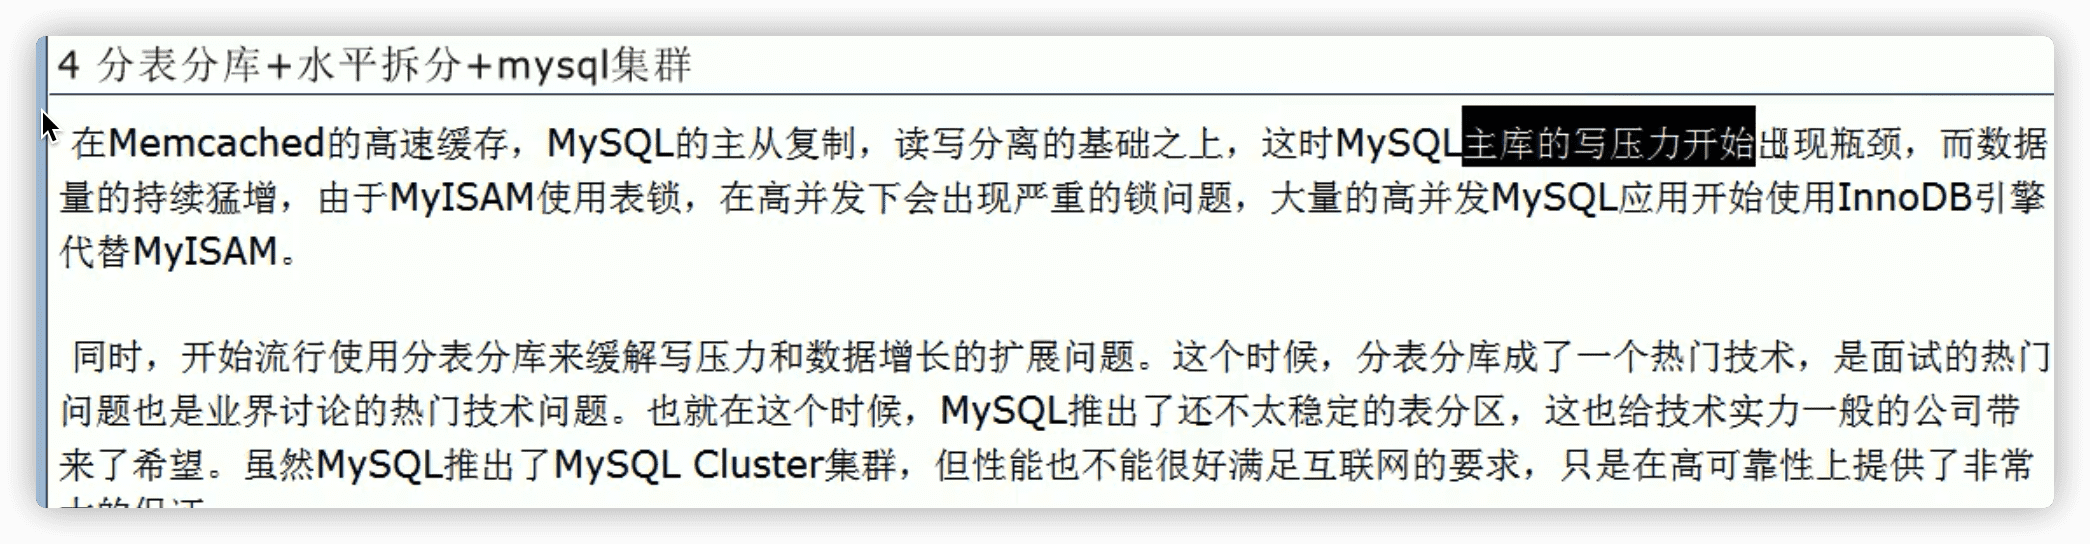 4 分表分库+水平拆分+mysql集群
在Memcached的高速缓存，MySQL的主从复制，读写分离的基础之上，这时MySQL主库的写压力开始出现瓶颈，而数据
量的持续猛增，由于MyISAM使用表锁，在高并发下会出现严重的锁问题，大量的高并发MySQL应用开始使用InnoDB引擎
代替MyISAM。
同时，开始流行使用分表分库来缓解写压力和数据增长的扩展问题。这个时候，分表分库成了一个热门技术，是面试的热门
问题也是业界讨论的热门技术问题。也就在这个时候，MySQL推出了还不太稳定的表分区，这也给技术实力一般的公司带
来了希望。虽然MySQL推出了MySQL Cluster集群，但性能也不能很好满足互联网的要求，只是在高可靠性上提供了非常